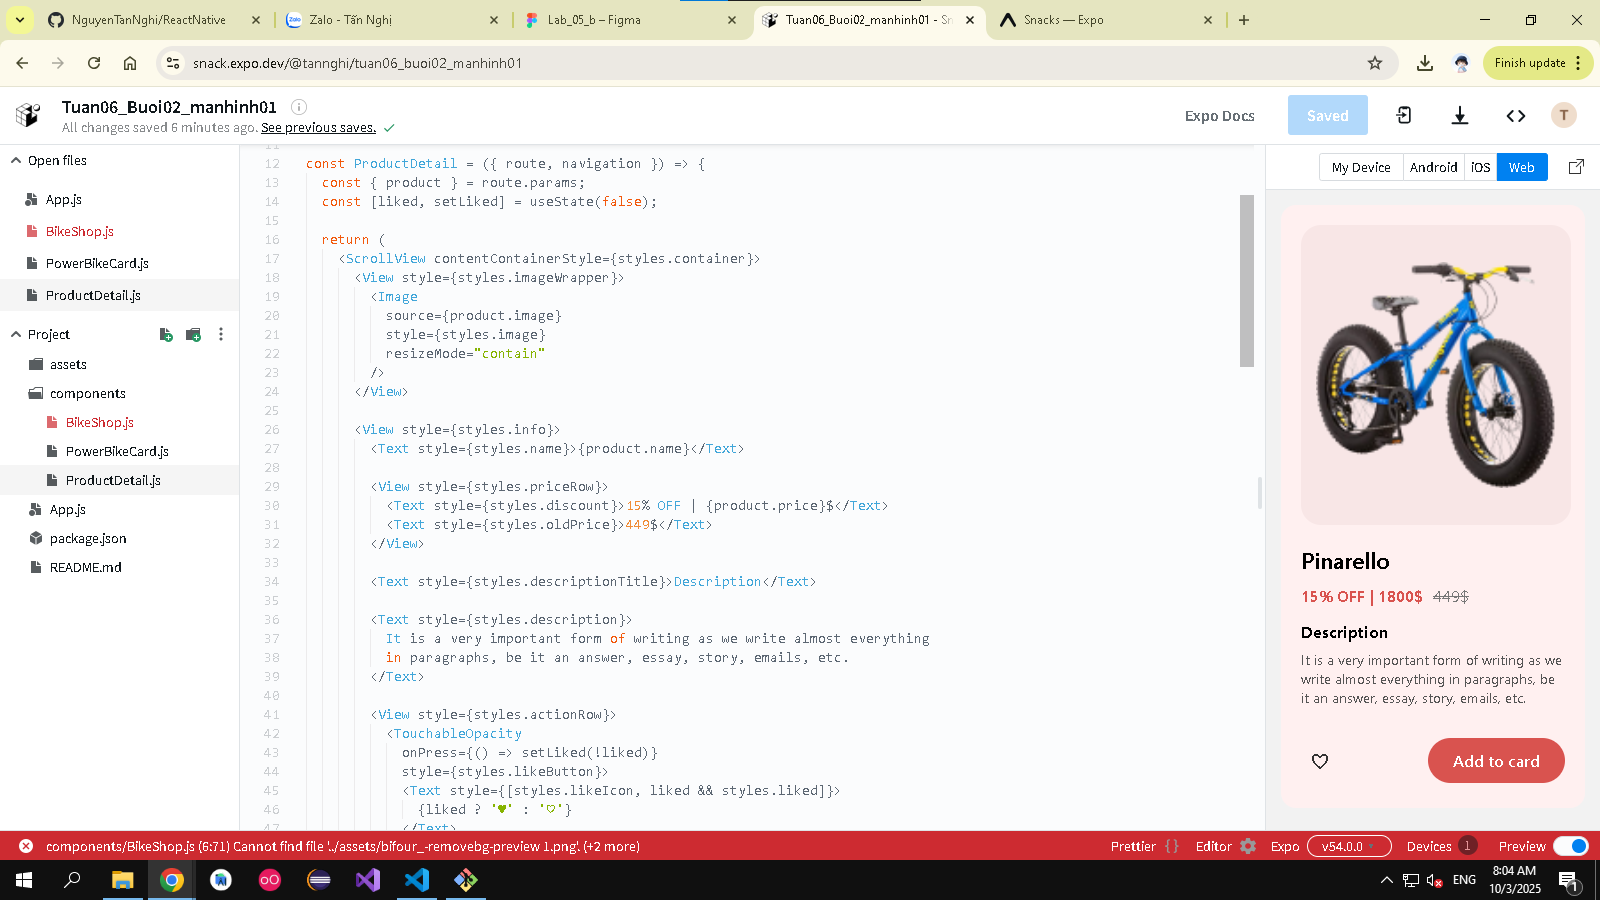 NguyenTanNghi/ReactNative
Zalo - Tấn Nghị
Lab_05_b – Figma
Tuan06_Buoi02_manhinh01 - Sn
Snacks — Expo
snack.expo.dev/@tannghi/tuan06_buoi02_manhinh01
Finish update
Tuan06_Buoi02_manhinh01
All changes saved 6 minutes ago. See previous saves.
Expo Docs
Saved
T
Open files
App.js
BikeShop.js
PowerBikeCard.js
ProductDetail.js
Project
assets
components
BikeShop.js
PowerBikeCard.js
ProductDetail.js
App.js
package.json
README.md
11
12 const ProductDetail = ({ route, navigation }) => {
13 const { product } = route.params;
14 const [liked, setLiked] = useState(false);
15
16 return (
17 <ScrollView contentContainerStyle={styles.container}>
18 <View style={styles.imageWrapper}>
19 <Image
20 source={product.image}
21 style={styles.image}
22 resizeMode="contain"
23 />
24 </View>
25
26 <View style={styles.info}>
27 <Text style={styles.name}>{product.name}</Text>
28
29 <View style={styles.priceRow}>
30 <Text style={styles.discount}>15% OFF | {product.price}$</Text>
31 <Text style={styles.oldPrice}>449$</Text>
32 </View>
33
34 <Text style={styles.descriptionTitle}>Description</Text>
35
36 <Text style={styles.description}>
37 It is a very important form of writing as we write almost everything
38 in paragraphs, be it an answer, essay, story, emails, etc.
39 </Text>
40
41 <View style={styles.actionRow}>
42 <TouchableOpacity
43 onPress={() => setLiked(!liked)}
44 style={styles.likeButton}>
45 <Text style={[styles.likeIcon, liked && styles.liked]}>
46 {liked ? '♥' : '♡'}
47 </Text>
My Device
Android
iOS
Web
Pinarello
15% OFF | 1800$ 449$
Description
It is a very important form of writing as we
write almost everything in paragraphs, be
it an answer, essay, story, emails, etc.
Add to card
components/BikeShop.js (6:71) Cannot find file '../assets/bifour_-removebg-preview 1.png'. (+2 more)
Prettier {}
Editor
Expo
v54.0.0
Devices 1
Preview
ENG
8:04 AM
10/3/2025
1